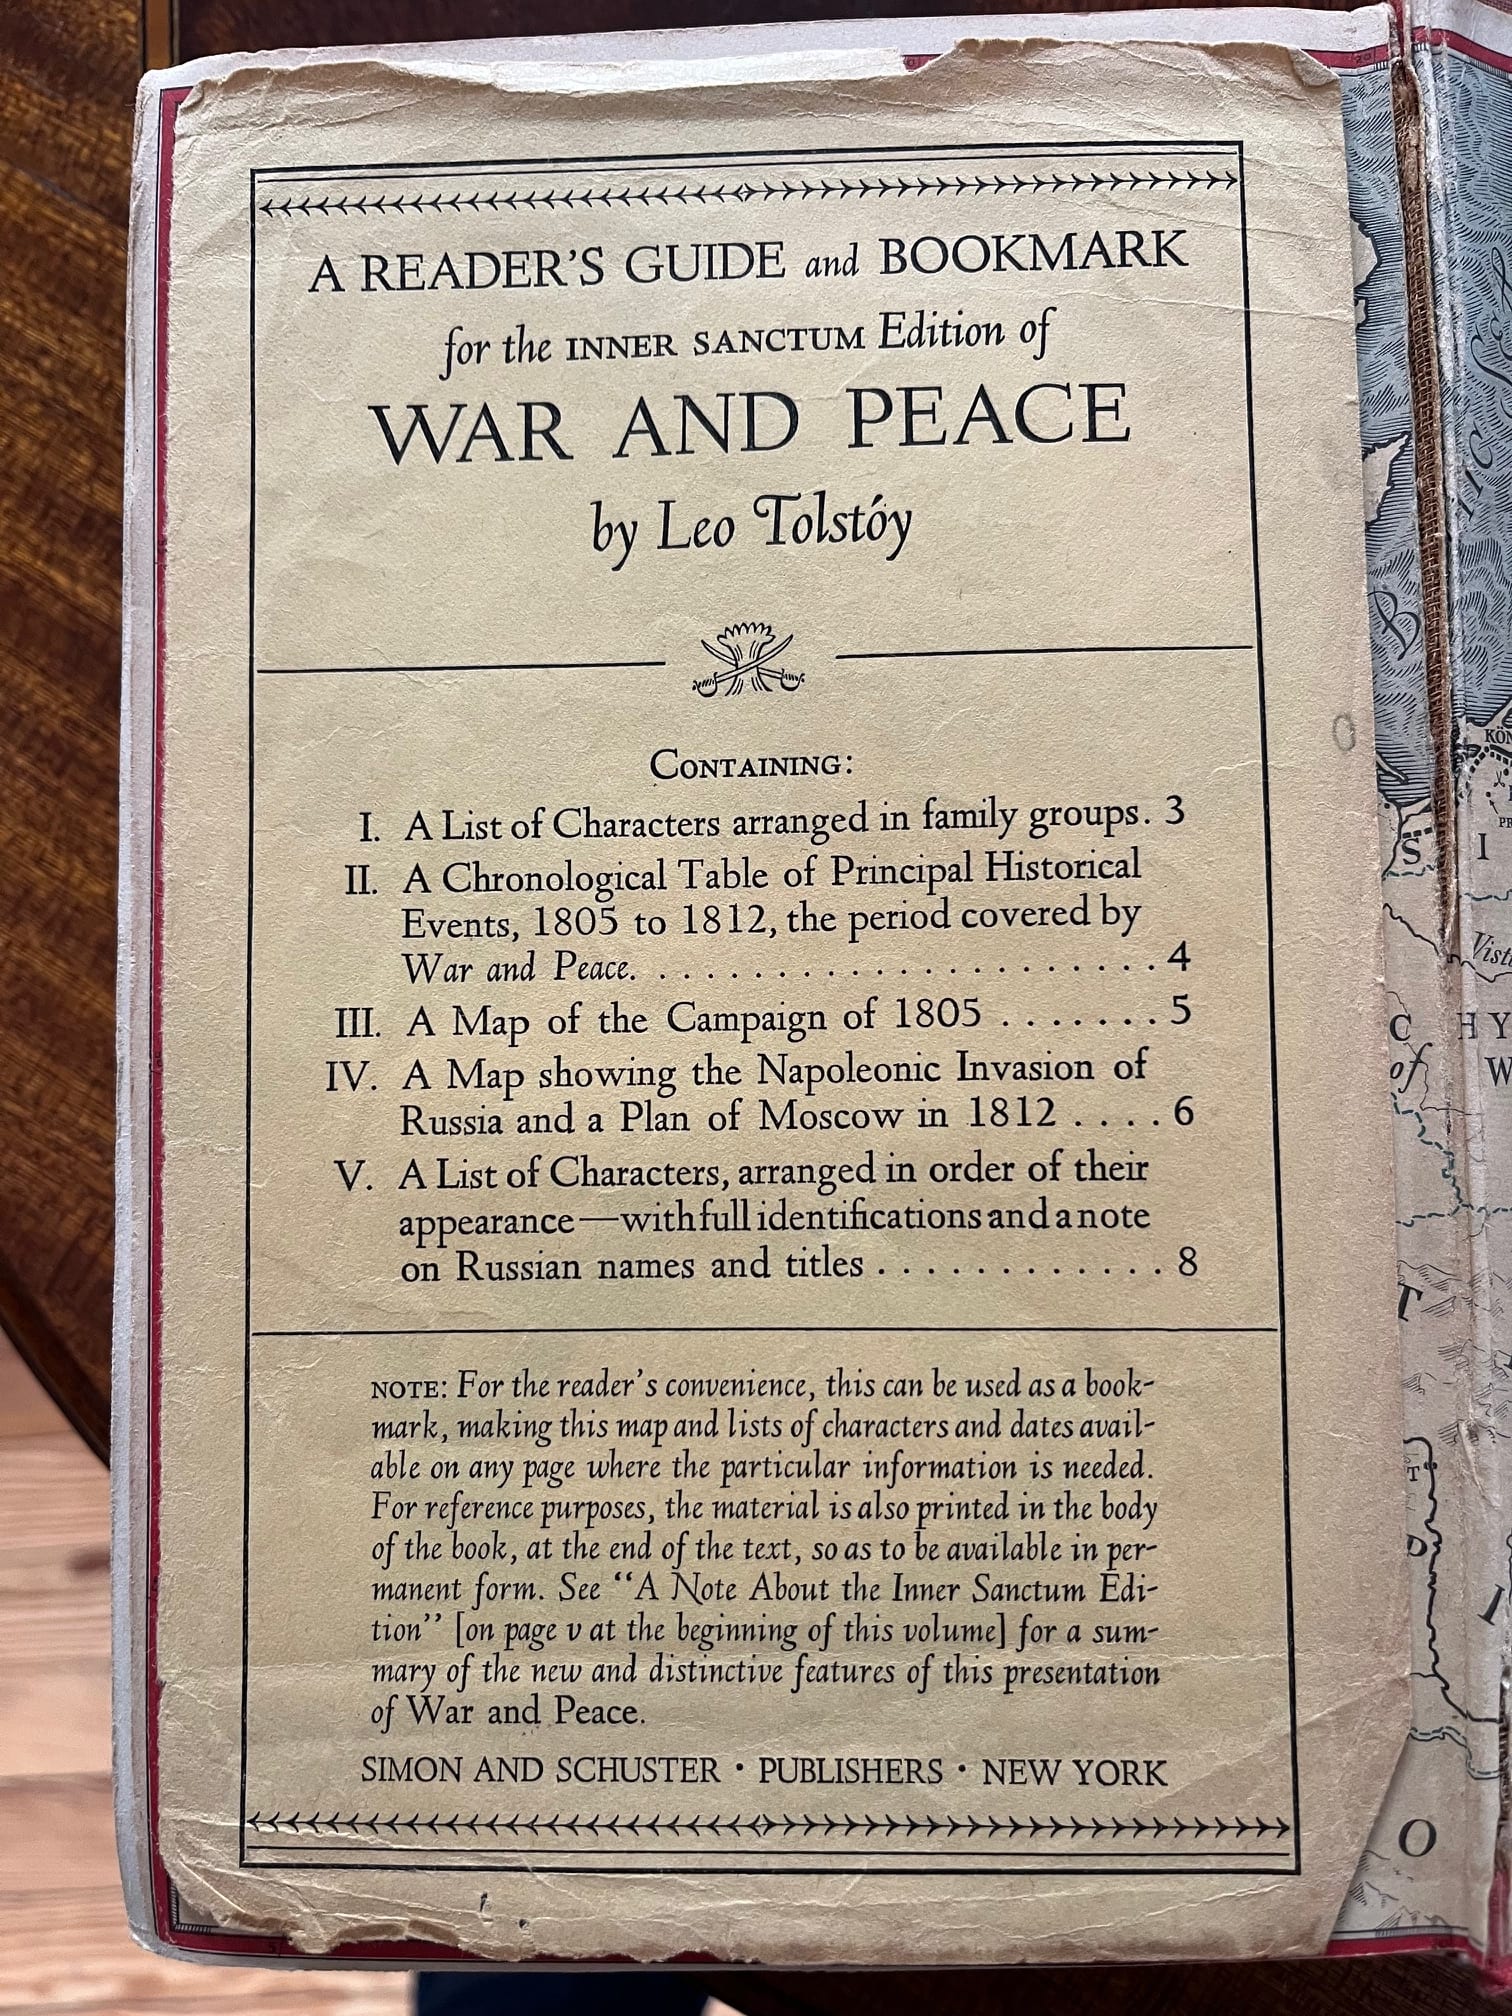 A READER'S GUIDE and BOOKMARK
for the INNER SANCTUM Edition of
WAR AND PEACE
by Leo Tolstóy
CONTAINING:
I. A List of Characters arranged in family groups. 3
II. A Chronological Table of Principal Historical
Events, 1805 to 1812, the period covered by
War and Peace. . . . . . . . . . . . . . . . . . . . . . 4
III. A Map of the Campaign of 1805 . . . . . . . 5
IV. A Map showing the Napoleonic Invasion of
Russia and a Plan of Moscow in 1812 . . . . 6
V. A List of Characters, arranged in order of their
appearance—with full identifications and a note
on Russian names and titles . . . . . . . . . . . . 8
NOTE: For the reader's convenience, this can be used as a book-
mark, making this map and lists of characters and dates avail-
able on any page where the particular information is needed.
For reference purposes, the material is also printed in the body
of the book, at the end of the text, so as to be available in per-
manent form. See "A Note About the Inner Sanctum Edi-
tion" [on page v at the beginning of this volume] for a sum-
mary of the new and distinctive features of this presentation
of War and Peace.
SIMON AND SCHUSTER · PUBLISHERS · NEW YORK